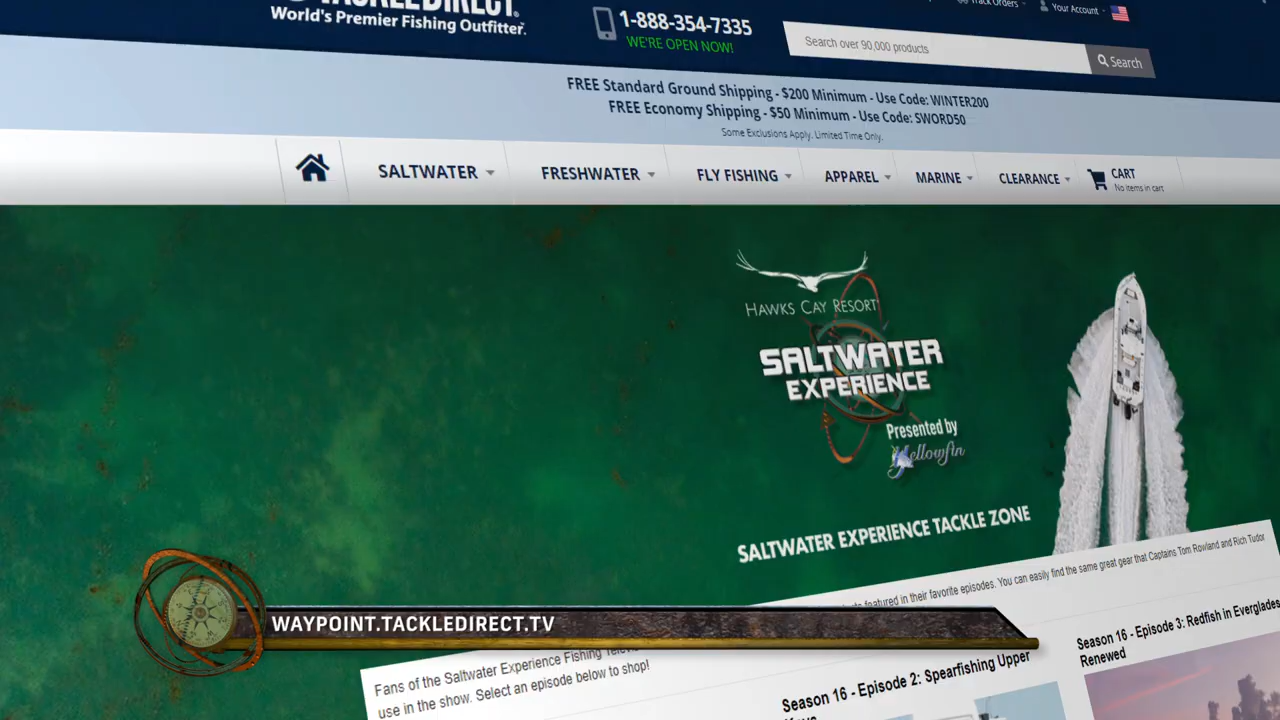 TACKLEDIRECT.
World's Premier Fishing Outfitter.
1-888-354-7335
WE'RE OPEN NOW!
Track Orders
Your Account
Search over 90,000 products
Search
FREE Standard Ground Shipping - $200 Minimum - Use Code: WINTER200
FREE Economy Shipping - $50 Minimum - Use Code: SWORD50
Some Exclusions Apply. Limited Time Only.
SALTWATER
FRESHWATER
FLY FISHING
APPAREL
MARINE
CLEARANCE
CART
No items in cart
HAWKS CAY RESORT
SALTWATER
EXPERIENCE
Presented by
Yellowfin
SALTWATER EXPERIENCE TACKLE ZONE
WAYPOINT.TACKLEDIRECT.TV
Fans of the Saltwater Experience Fishing
featured in their favorite episodes. You can easily find the same great gear that Captains Tom Rowland and Rich Tudor
use in the show. Select an episode below to shop!
Season 16 - Episode 2: Spearfishing Upper
Season 16 - Episode 3: Redfish in Everglades
Renewed